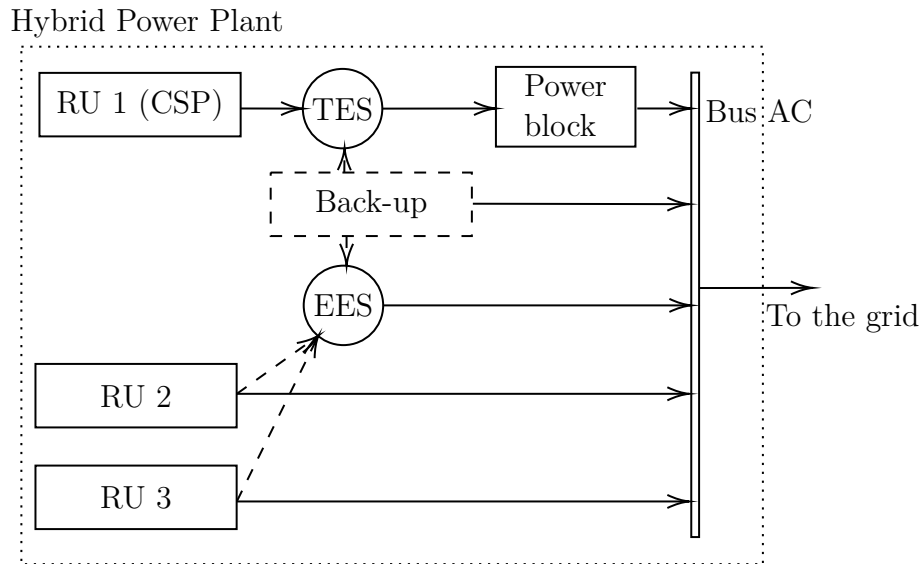 Hybrid Power Plant
RU 1 (CSP)
TES
Power
block
Bus AC
Back-up
EES
To the grid
RU 2
RU 3